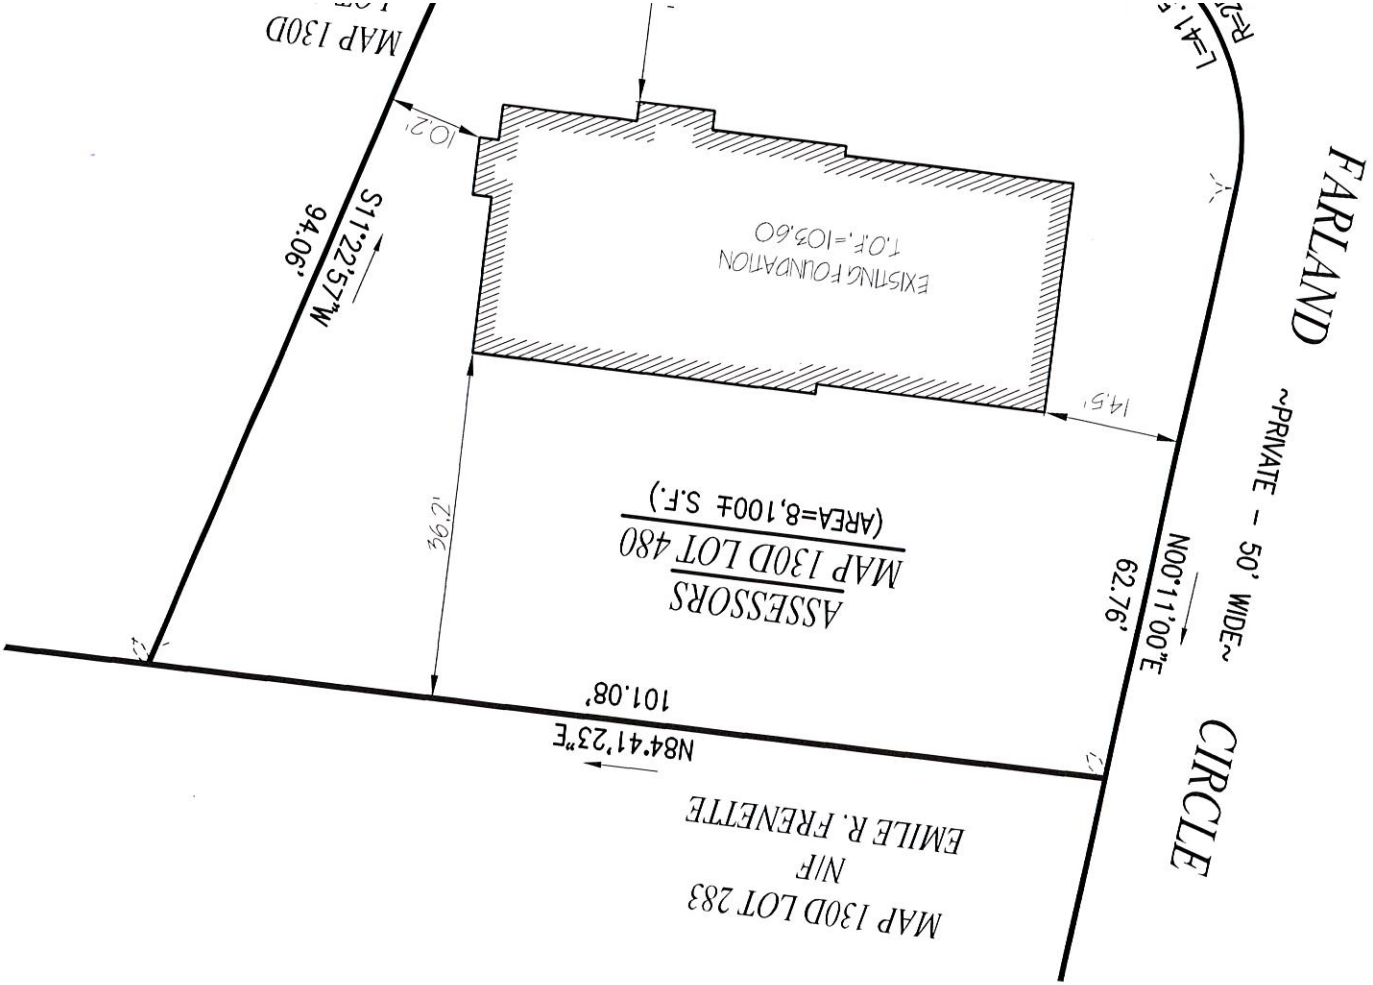 MAP 130D LOT 283
N/F
EMILE R. FRENETTE
N84°41'23"E
101.08'
ASSESSORS
MAP 130D LOT 480
(AREA=8,100± S.F.)
36.2'
14.5'
EXISTING FOUNDATION
T.O.F.=103.60
10.2'
S11°22'57"W
94.06'
MAP 130D
N00°11'00"E
62.76'
FARLAND
~PRIVATE - 50' WIDE~
CIRCLE